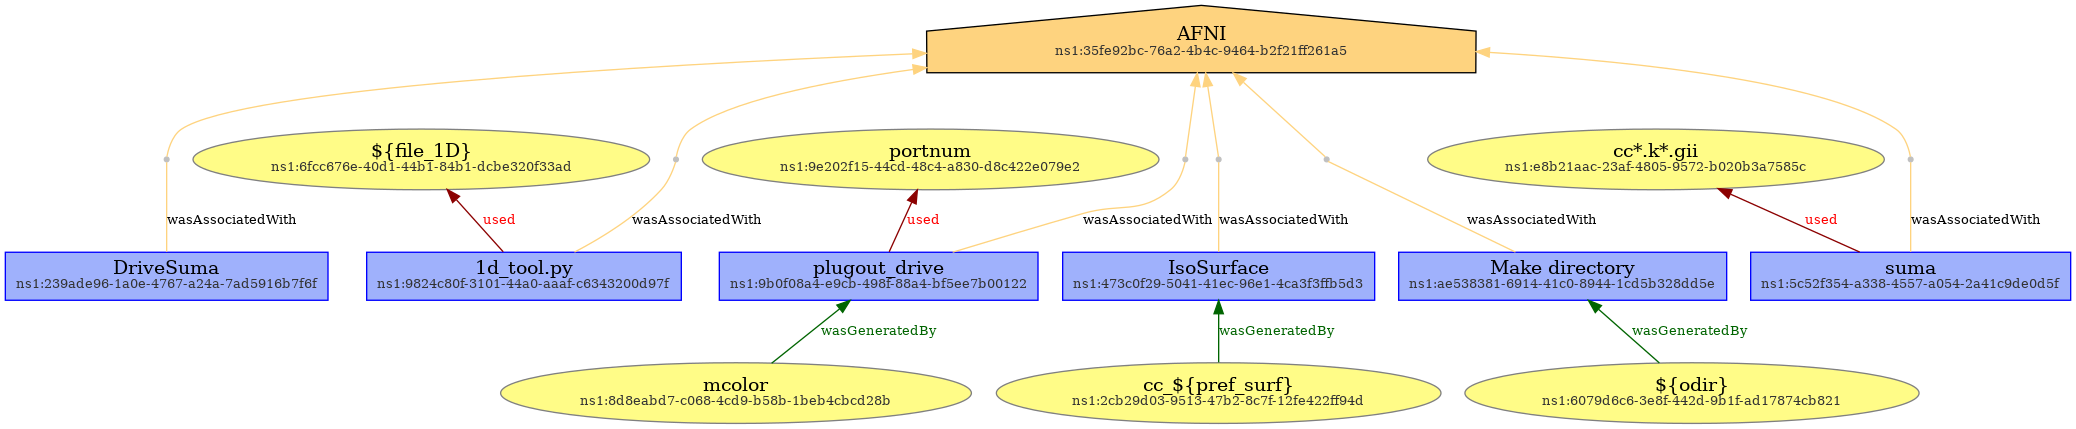 AFNI
ns1:35fe92bc-76a2-4b4c-9464-b2f21ff261a5
${file_1D}
ns1:6fcc676e-40d1-44b1-84b1-dcbe320f33ad
portnum
ns1:9e202f15-44cd-48c4-a830-d8c422e079e2
cc*.k*.gii
ns1:e8b21aac-23af-4805-9572-b020b3a7585c
wasAssociatedWith
used
wasAssociatedWith
used
wasAssociatedWith
wasAssociatedWith
wasAssociatedWith
used
wasAssociatedWith
DriveSuma
ns1:239ade96-1a0e-4767-a24a-7ad5916b7f6f
1d_tool.py
ns1:9824c80f-3101-44a0-aaaf-c6343200d97f
plugout_drive
ns1:9b0f08a4-e9cb-498f-88a4-bf5ee7b00122
IsoSurface
ns1:473c0f29-5041-41ec-96e1-4ca3f3ffb5d3
Make directory
ns1:ae538381-6914-41c0-8944-1cd5b328dd5e
suma
ns1:5c52f354-a338-4557-a054-2a41c9de0d5f
wasGeneratedBy
wasGeneratedBy
wasGeneratedBy
mcolor
ns1:8d8eabd7-c068-4cd9-b58b-1beb4cbcd28b
cc_${pref_surf}
ns1:2cb29d03-9513-47b2-8c7f-12fe422ff94d
${odir}
ns1:6079d6c6-3e8f-442d-9b1f-ad17874cb821